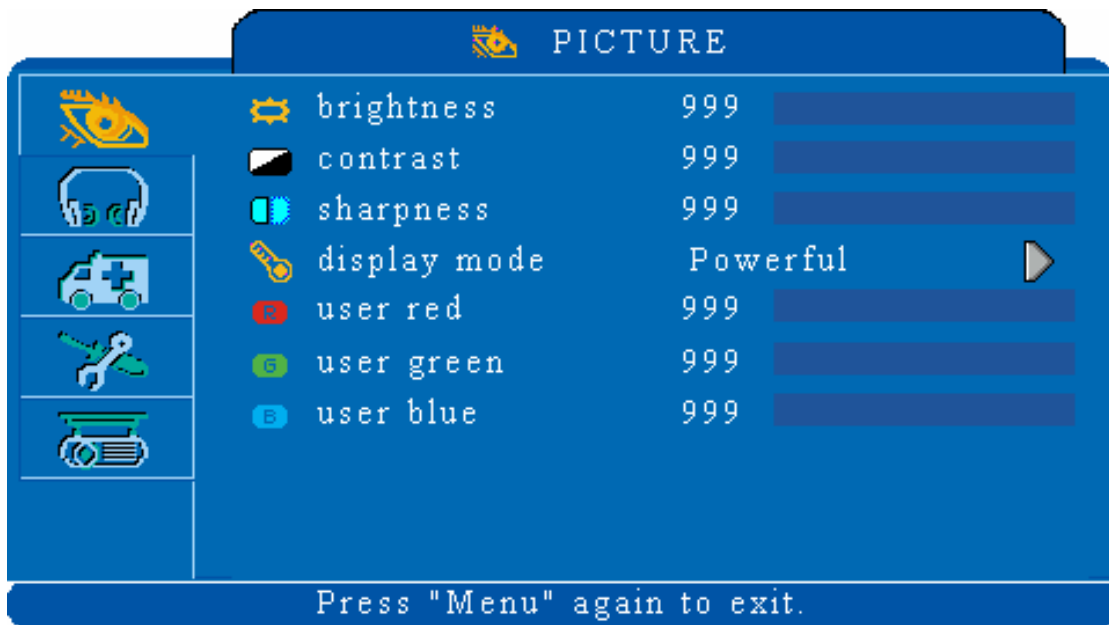 PICTURE
brightness 999
contrast 999
sharpness 999
display mode Powerful
R user red 999
G user green 999
B user blue 999
Press "Menu" again to exit.